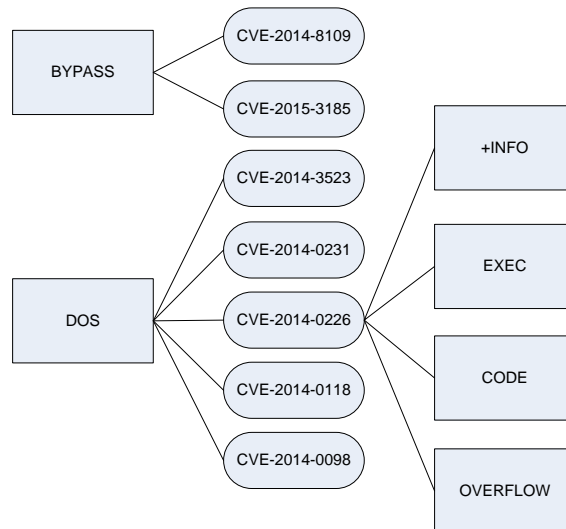 BYPASS
CVE-2014-8109
CVE-2015-3185
DOS
CVE-2014-3523
CVE-2014-0231
CVE-2014-0226
CVE-2014-0118
CVE-2014-0098
+INFO
EXEC
CODE
OVERFLOW